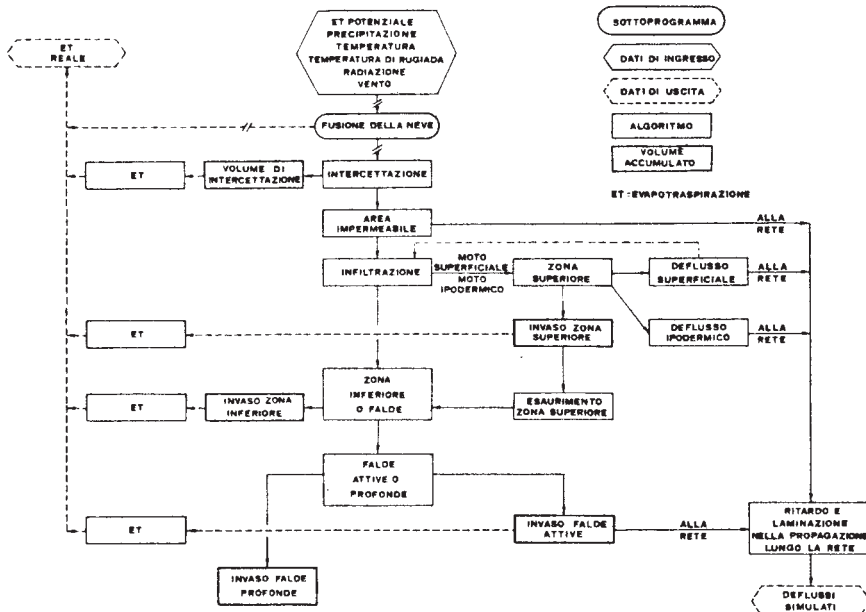 ET POTENZIALE
PRECIPITAZIONE
TEMPERATURA
TEMPERATURA DI RUGIADA
RADIAZIONE
VENTO
ET
REALE
SOTTOPROGRAMMA
DATI DI INGRESSO
DATI DI USCITA
ALGORITMO
VOLUME
ACCUMULATO
ET : EVAPOTRASPIRAZIONE
FUSIONE DELLA NEVE
ET
VOLUME DI
INTERCETTAZIONE
INTERCETTAZIONE
AREA
IMPERMEABILE
ALLA
RETE
INFILTRAZIONE
MOTO
SUPERFICIALE
MOTO
IPODERMICO
ZONA
SUPERIORE
DEFLUSSO
SUPERFICIALE
ALLA
RETE
ET
INVASO ZONA
SUPERIORE
DEFLUSSO
IPODERMICO
ALLA
RETE
ET
INVASO ZONA
INFERIORE
ZONA
INFERIORE
O FALDE
ESAURIMENTO
ZONA SUPERIORE
FALDE
ATTIVE O
PROFONDE
ET
INVASO FALDE
ATTIVE
ALLA
RETE
RITARDO E
LAMINAZIONE
NELLA PROPAGAZIONE
LUNGO LA RETE
INVASO FALDE
PROFONDE
DEFLUSSI
SIMULATI